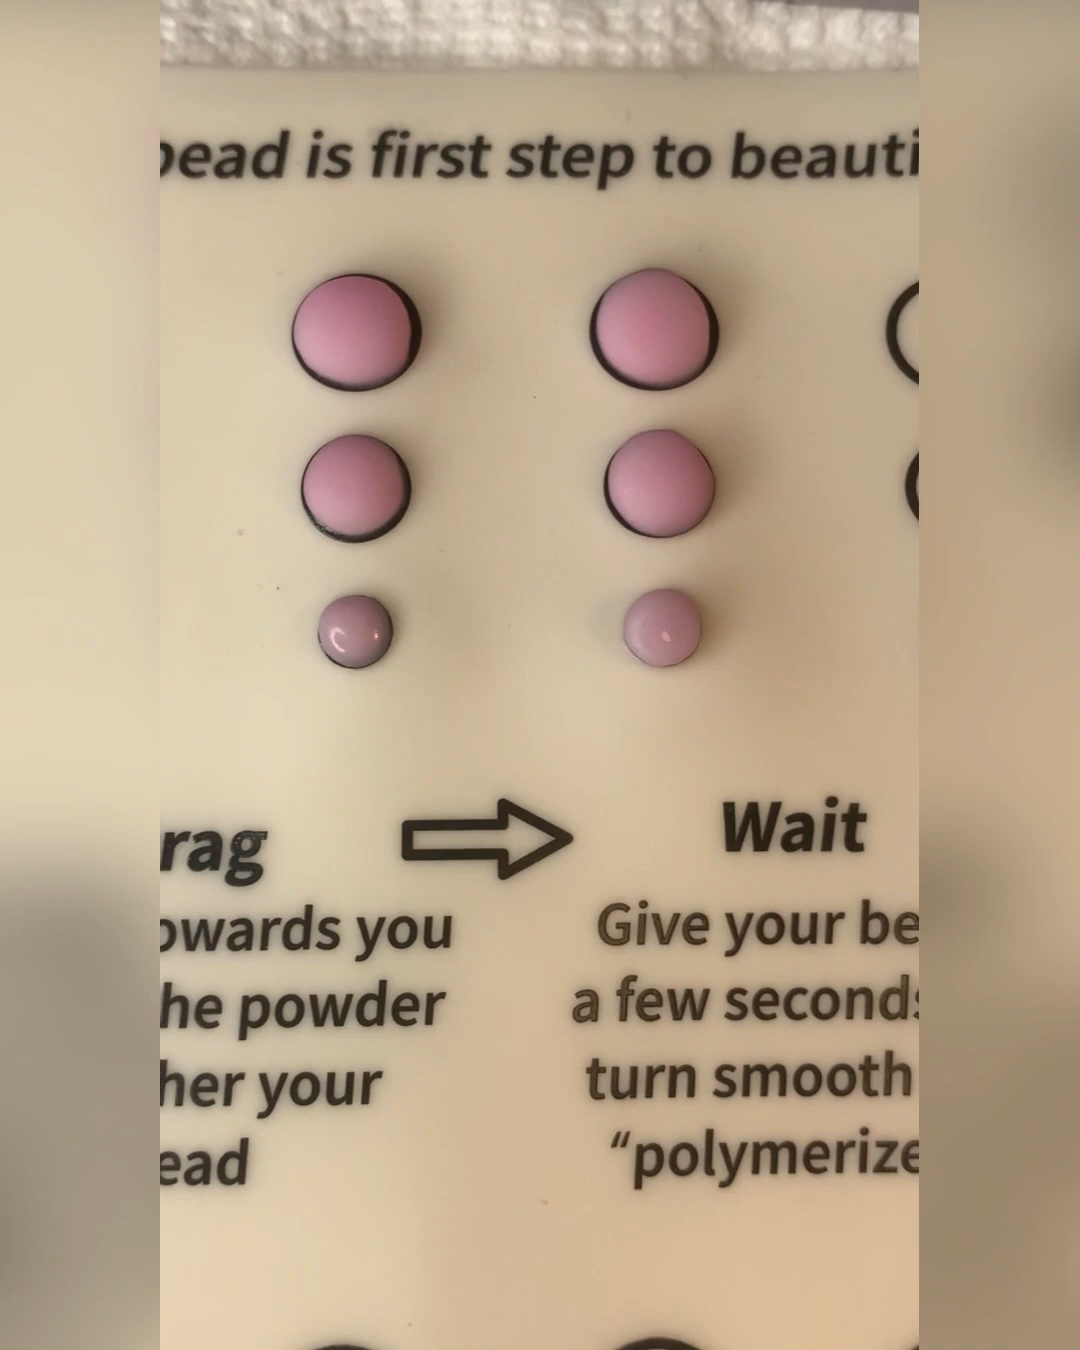 bead is first step to beauti
rag
Wait
owards you
Give your be
he powder
a few seconds
her your
turn smooth
ead
"polymerize